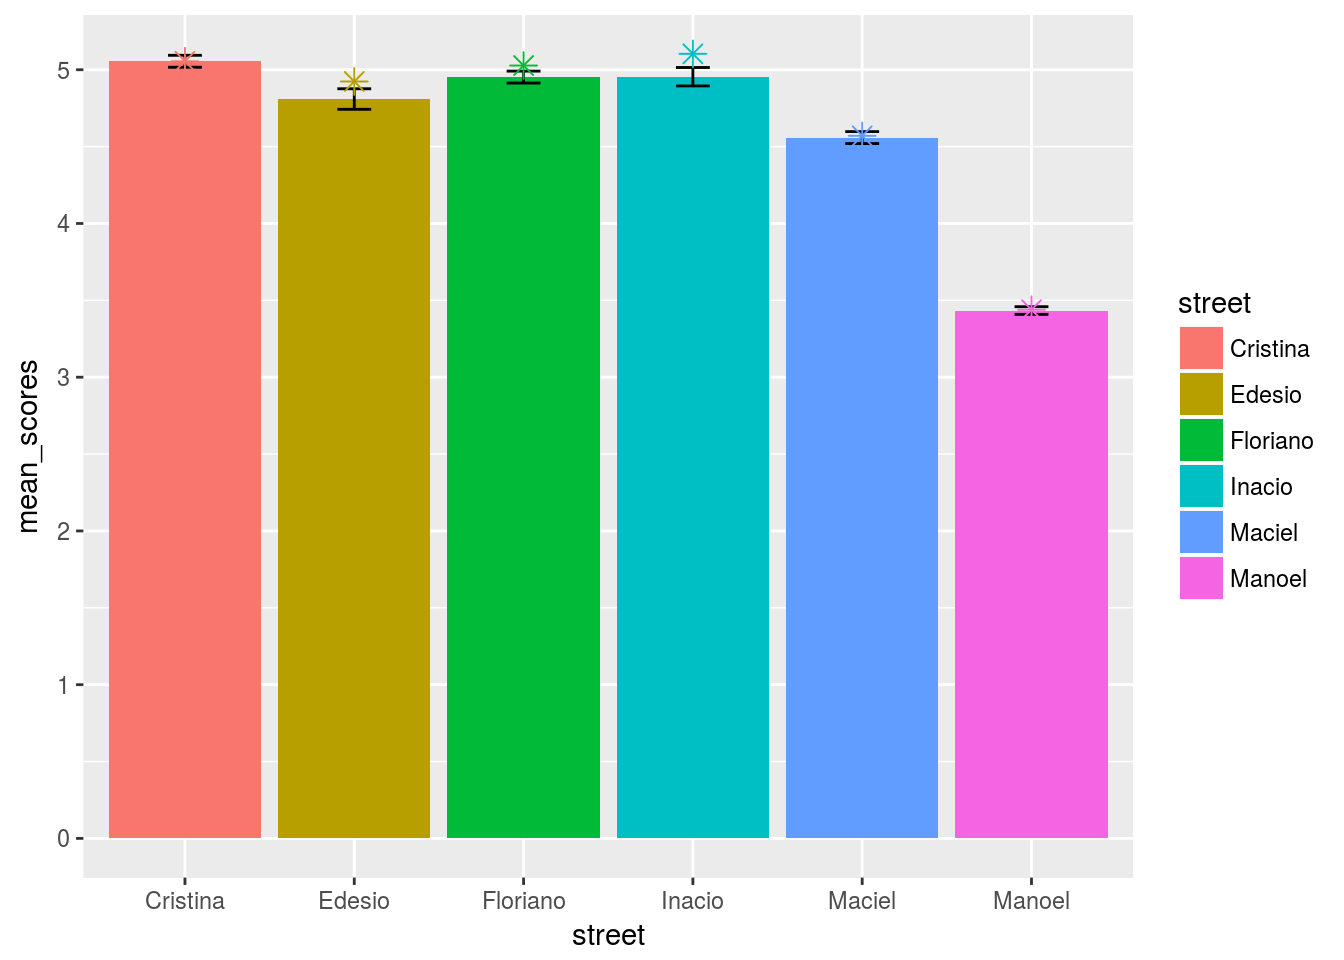 5
4
3
2
1
0
mean_scores
Cristina Edesio Floriano Inacio Maciel Manoel
street
street
Cristina
Edesio
Floriano
Inacio
Maciel
Manoel